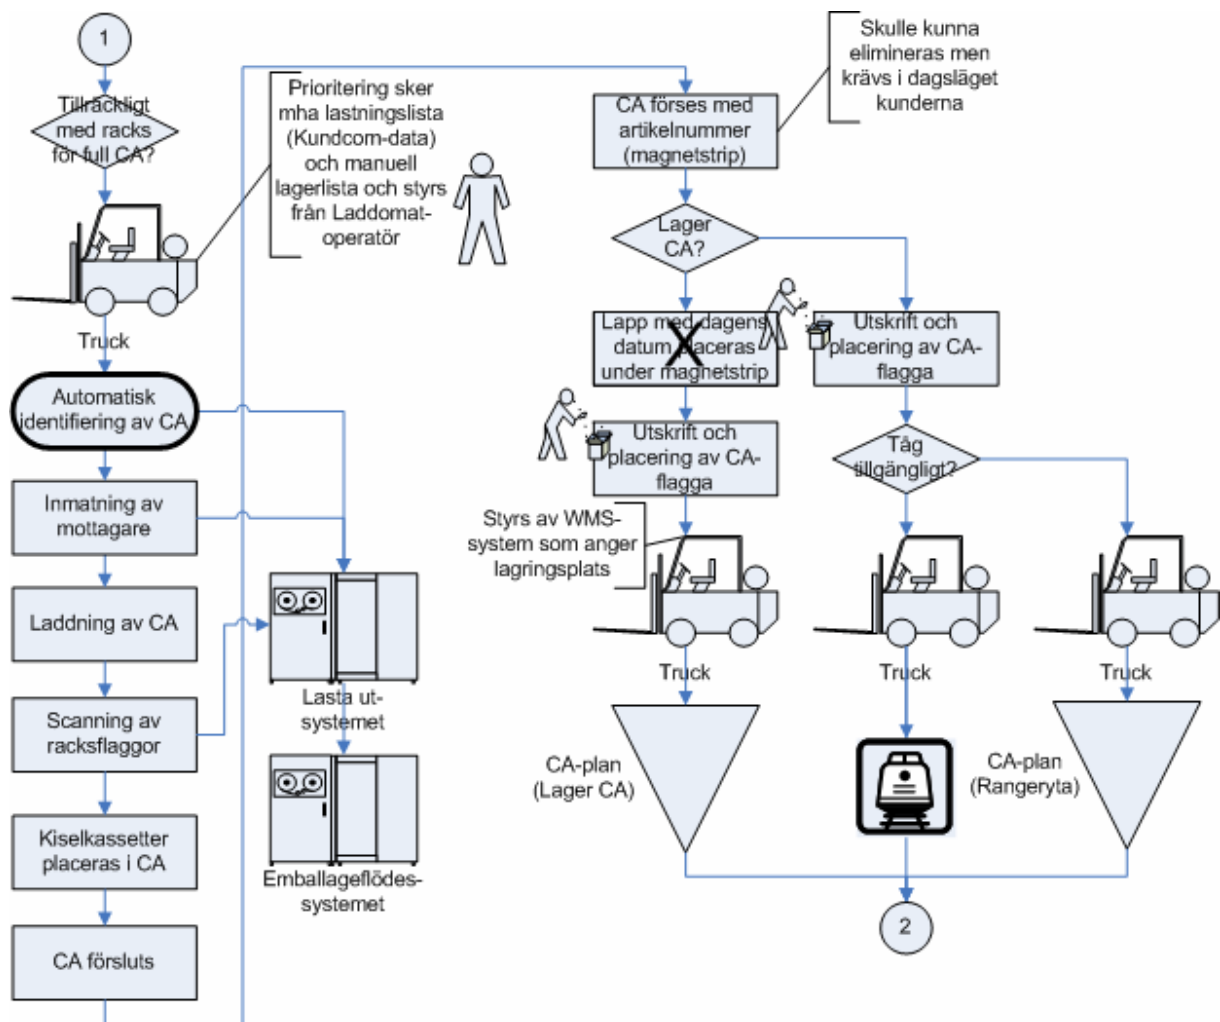 1
Tillräckligt
med racks
för full CA?
Prioritering sker
mha lastningslista
(Kundcom-data)
och manuell
lagerlista och styrs
från Laddomat-
operatör
Truck
Automatisk
identifiering av CA
Inmatning av
mottagare
Laddning av CA
Scanning av
racksflaggor
Kiselkassetter
placeras i CA
CA försluts
Lasta ut-
systemet
Emballageflödes-
systemet
Skulle kunna
elimineras men
krävs i dagsläget
kunderna
CA förses med
artikelnummer
(magnetstrip)
Lager
CA?
Lapp med dagens
datum placeras
under magnetstrip
Utskrift och
placering av CA-
flagga
Utskrift och
placering av CA-
flagga
Tåg
tillgängligt?
Styrs av WMS-
system som anger
lagringsplats
Truck
Truck
Truck
CA-plan
(Lager CA)
CA-plan
(Rangeryta)
2